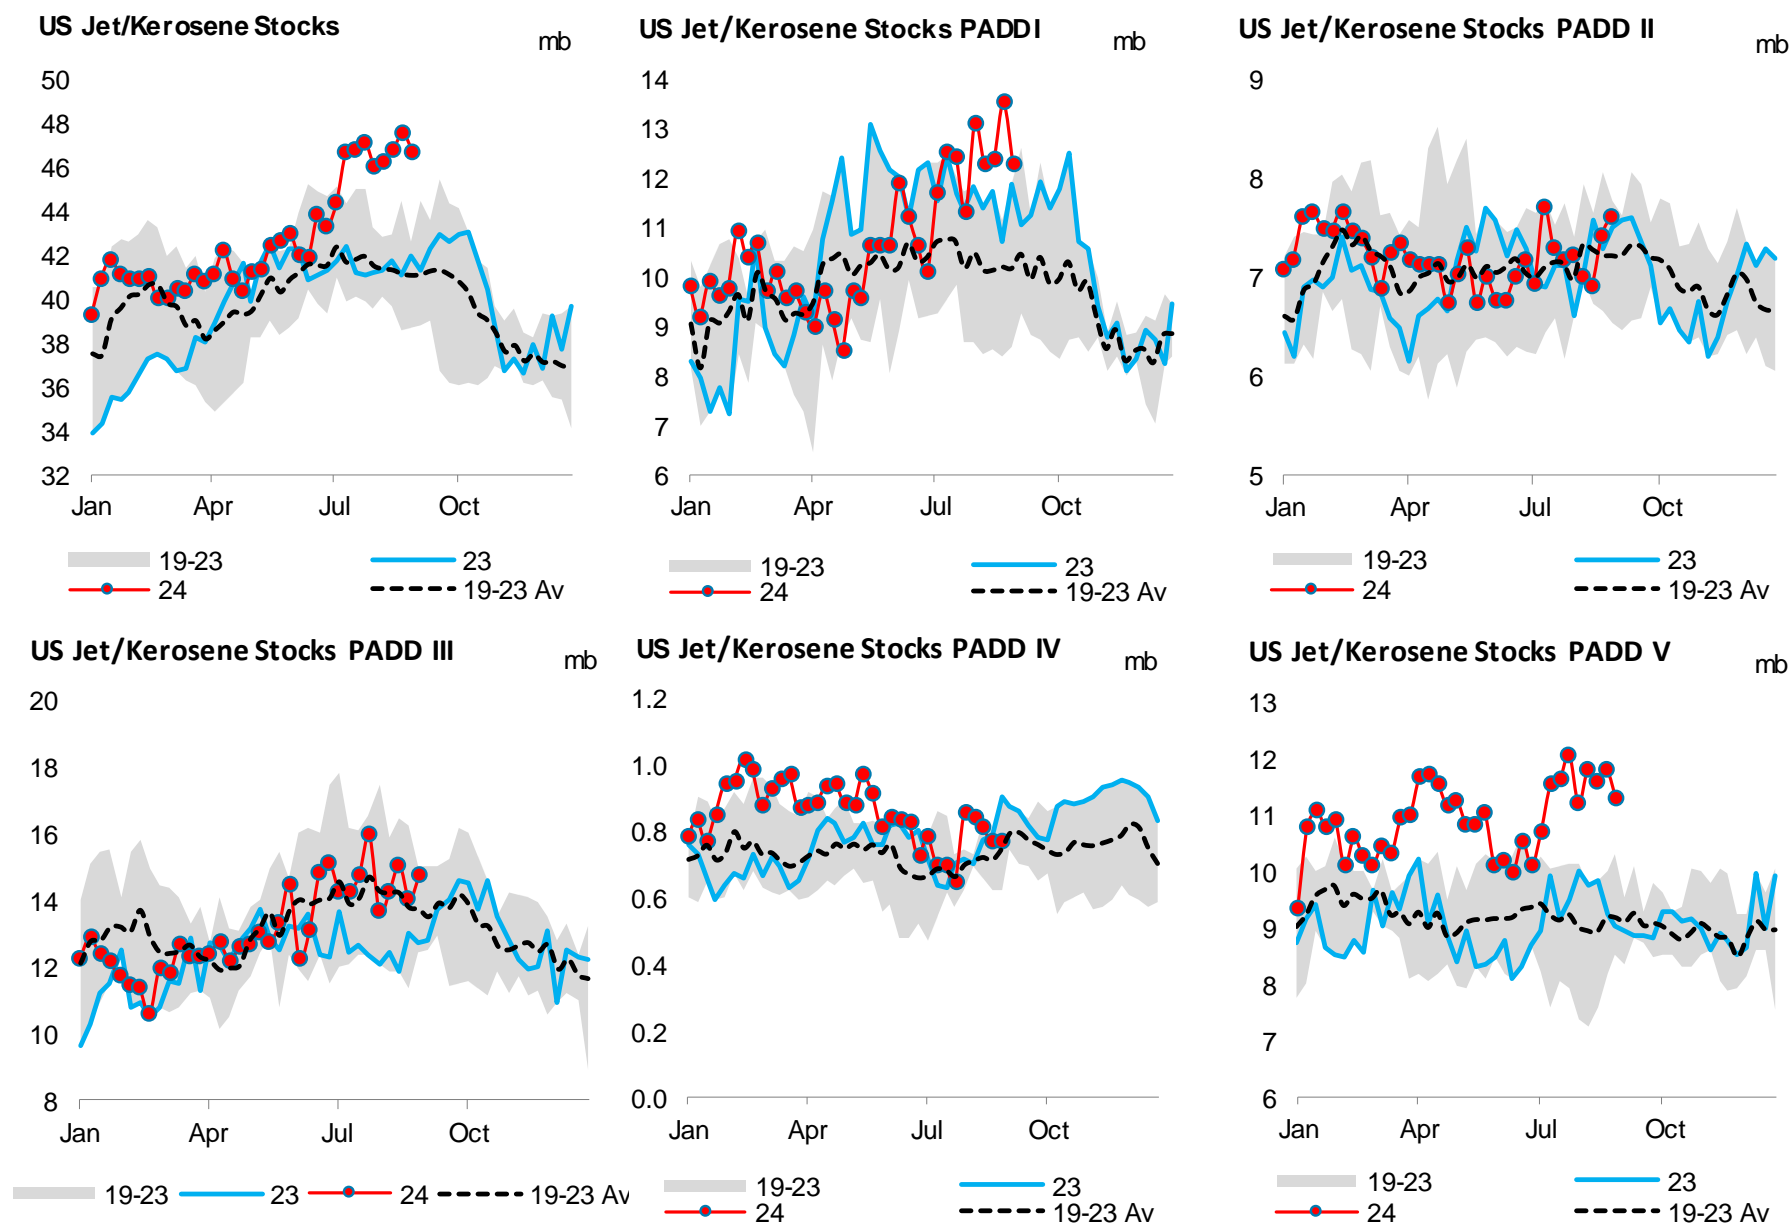 US Jet/Kerosene Stocks
mb
50
48
46
44
42
40
38
36
34
32
Jan Apr Jul Oct
19-23 23
24 19-23 Av
US Jet/Kerosene Stocks PADD I
mb
14
13
12
11
10
9
8
7
6
Jan Apr Jul Oct
19-23 23
24 19-23 Av
US Jet/Kerosene Stocks PADD II
mb
9
8
7
6
5
Jan Apr Jul Oct
19-23 23
24 19-23 Av
US Jet/Kerosene Stocks PADD III
mb
20
18
16
14
12
10
8
Jan Apr Jul Oct
19-23 23 24 19-23 Av
US Jet/Kerosene Stocks PADD IV
mb
1.2
1.0
0.8
0.6
0.4
0.2
0.0
Jan Apr Jul Oct
19-23 23
24 19-23 Av
US Jet/Kerosene Stocks PADD V
mb
13
12
11
10
9
8
7
6
Jan Apr Jul Oct
19-23 23
24 19-23 Av